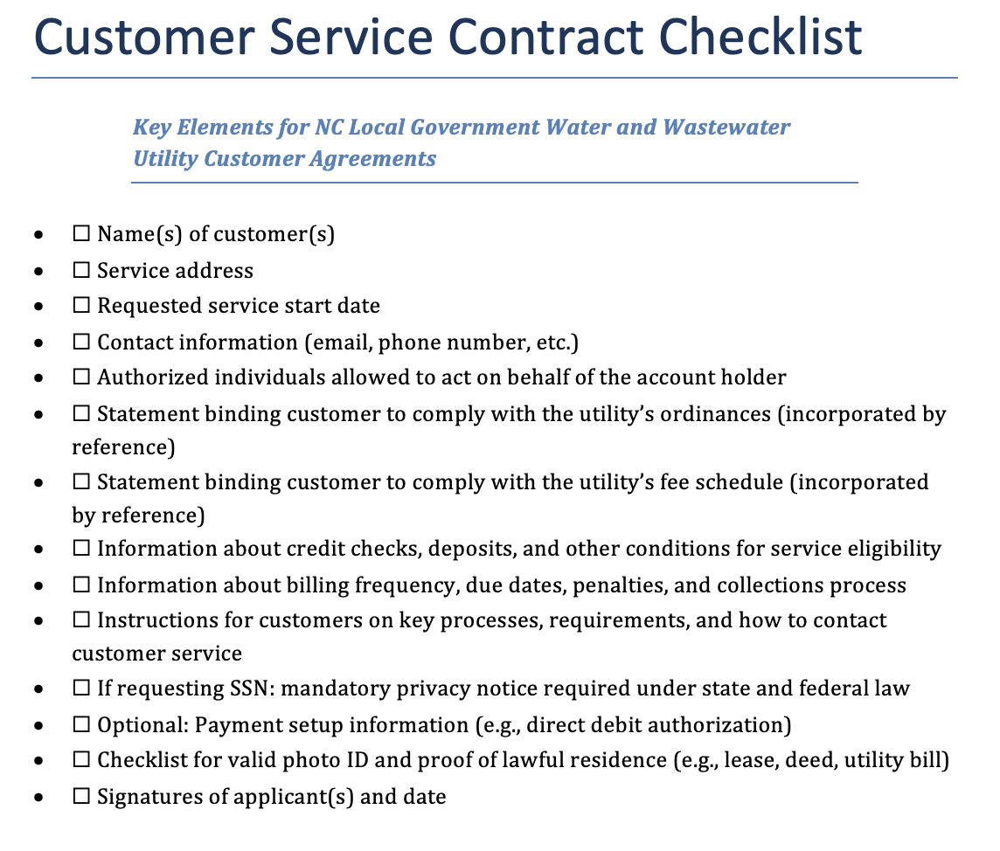 Customer Service Contract Checklist
Key Elements for NC Local Government Water and Wastewater
Utility Customer Agreements
• ☐ Name(s) of customer(s)
• ☐ Service address
• ☐ Requested service start date
• ☐ Contact information (email, phone number, etc.)
• ☐ Authorized individuals allowed to act on behalf of the account holder
• ☐ Statement binding customer to comply with the utility’s ordinances (incorporated by
reference)
• ☐ Statement binding customer to comply with the utility’s fee schedule (incorporated
by reference)
• ☐ Information about credit checks, deposits, and other conditions for service eligibility
• ☐ Information about billing frequency, due dates, penalties, and collections process
• ☐ Instructions for customers on key processes, requirements, and how to contact
customer service
• ☐ If requesting SSN: mandatory privacy notice required under state and federal law
• ☐ Optional: Payment setup information (e.g., direct debit authorization)
• ☐ Checklist for valid photo ID and proof of lawful residence (e.g., lease, deed, utility bill)
• ☐ Signatures of applicant(s) and date